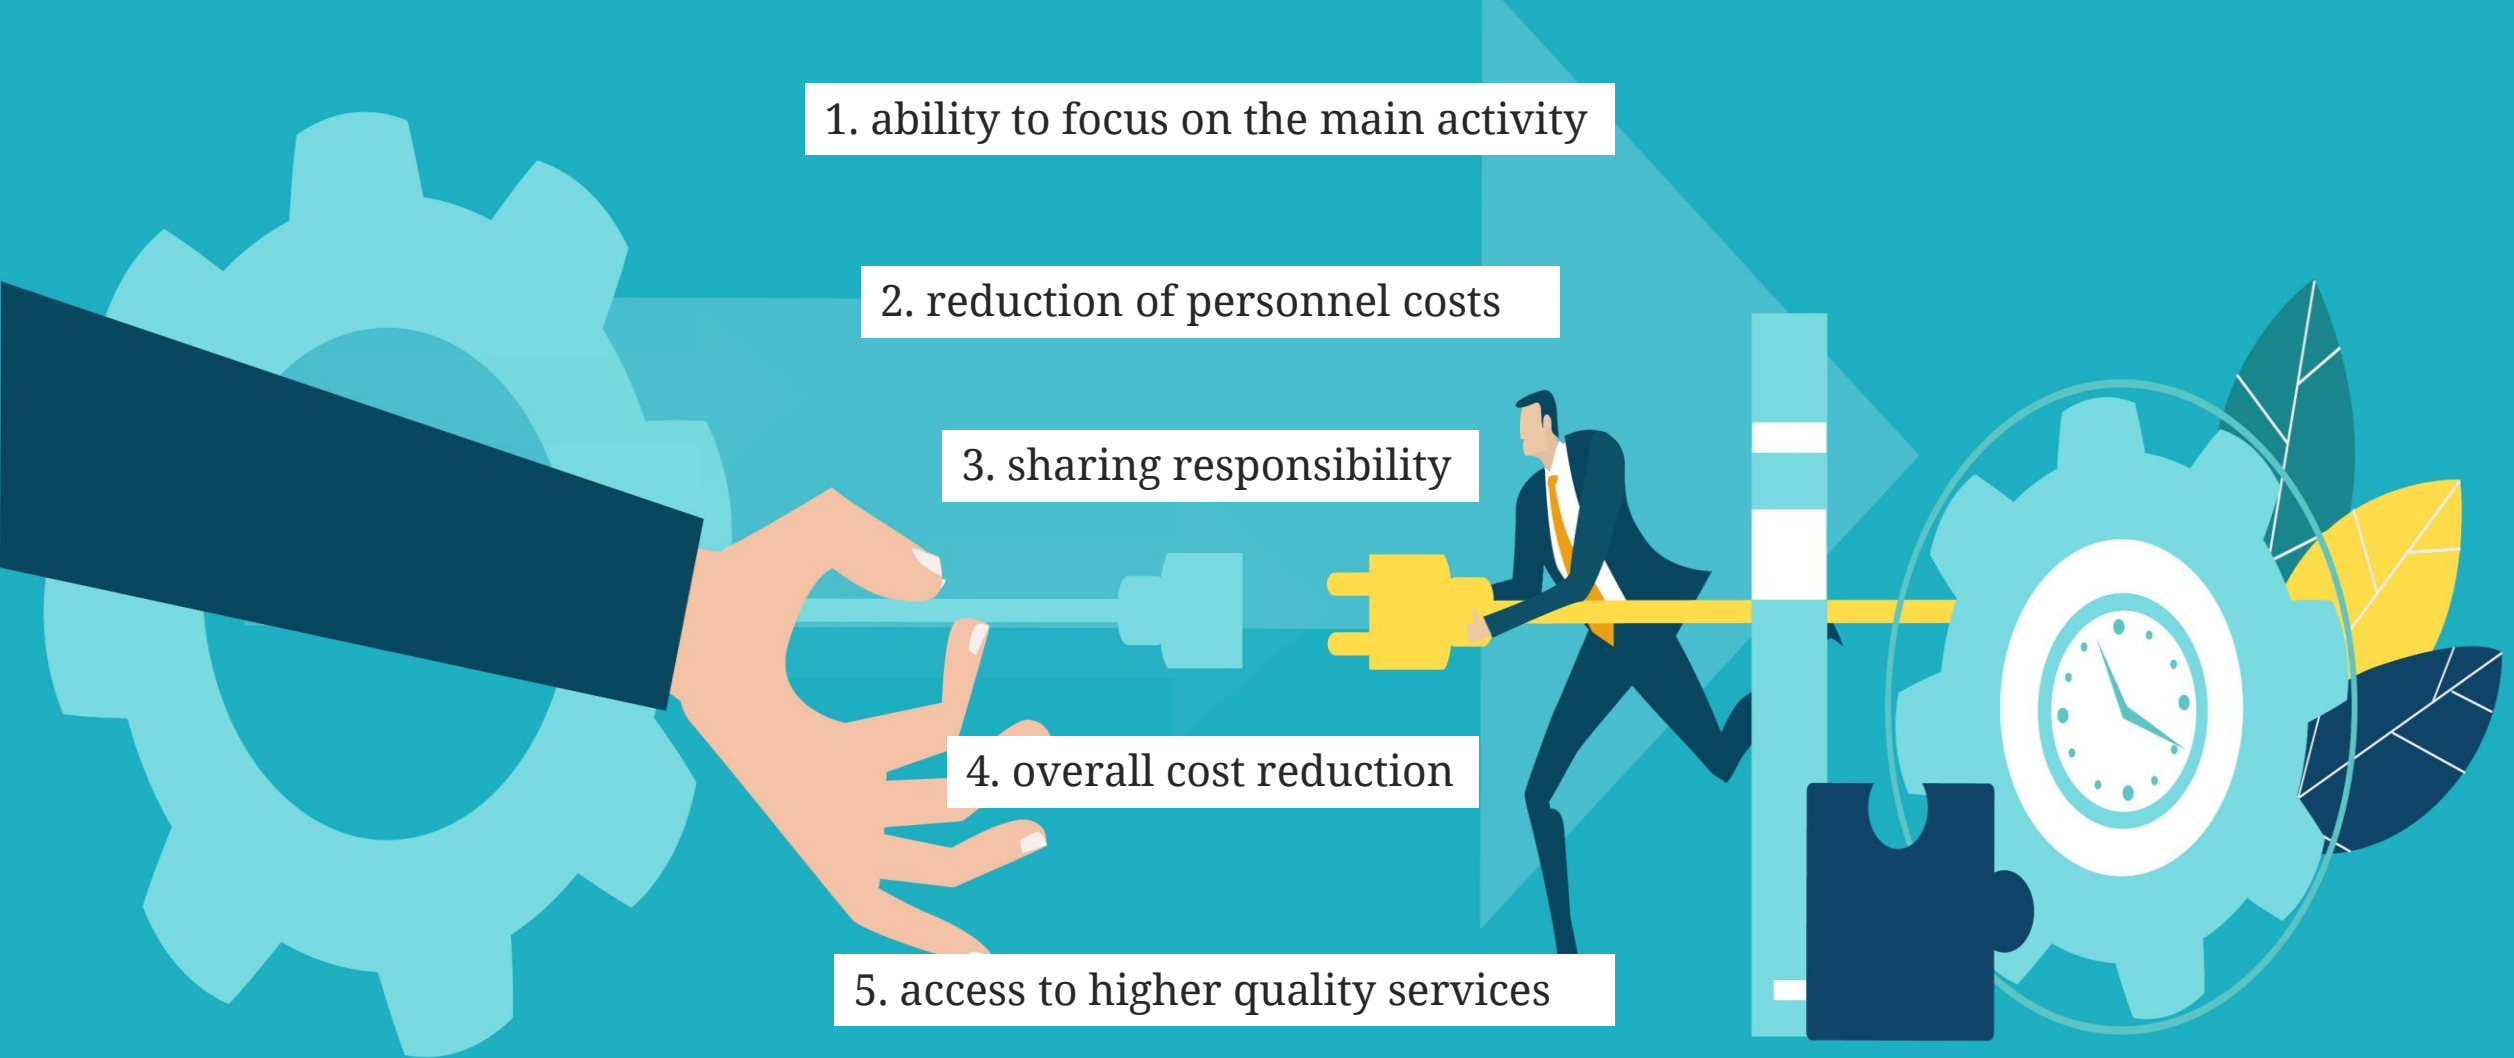 1. ability to focus on the main activity
2. reduction of personnel costs
3. sharing responsibility
4. overall cost reduction
5. access to higher quality services